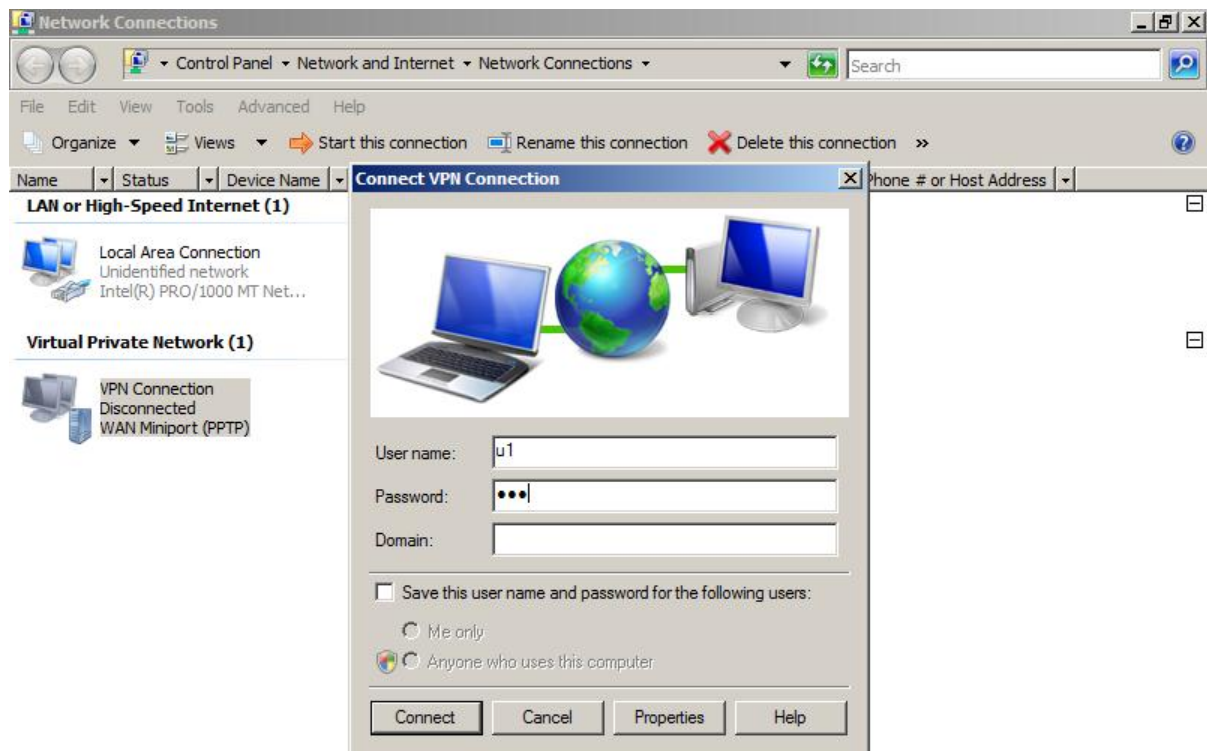 Network Connections
Control Panel Network and Internet Network Connections Search
File Edit View Tools Advanced Help
Organize Views Start this connection Rename this connection Delete this connection »
Name Status Device Name Phone # or Host Address
Connect VPN Connection
LAN or High-Speed Internet (1)
Local Area Connection
Unidentified network
Intel(R) PRO/1000 MT Net...
Virtual Private Network (1)
VPN Connection
Disconnected
WAN Miniport (PPTP)
User name: u1
Password: •••
Domain:
Save this user name and password for the following users:
Me only
Anyone who uses this computer
Connect Cancel Properties Help